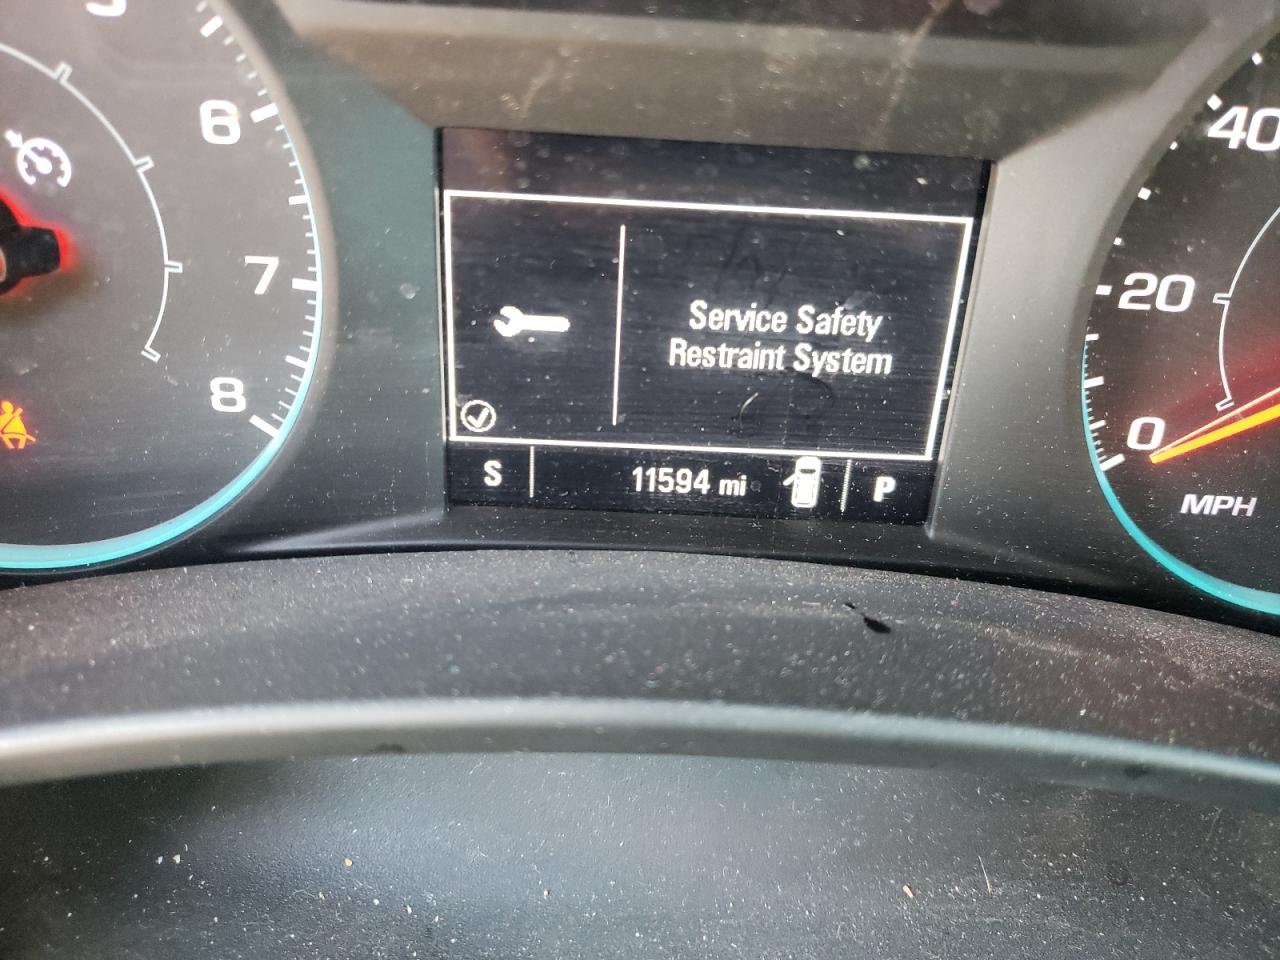 6
7
8
Service Safety
Restraint System
S
11594 mi
P
40
20
0
MPH